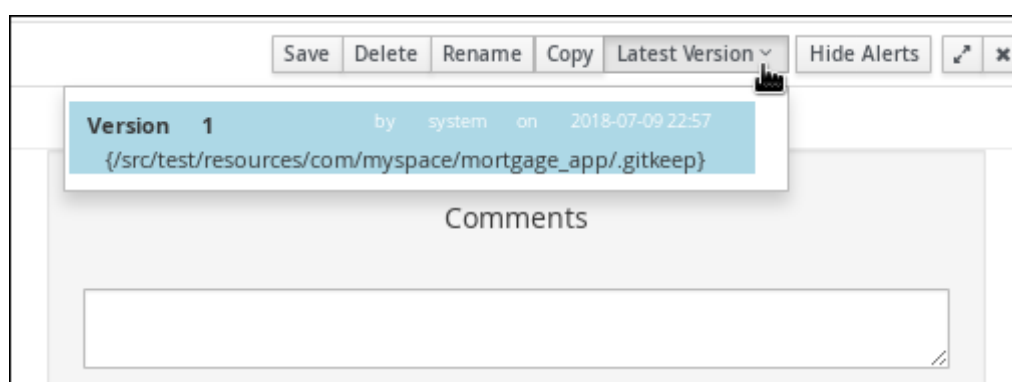 Save Delete Rename Copy Latest Version Hide Alerts
Version 1 by system on 2018-07-09 22:57
{/src/test/resources/com/myspace/mortgage_app/.gitkeep}
Comments